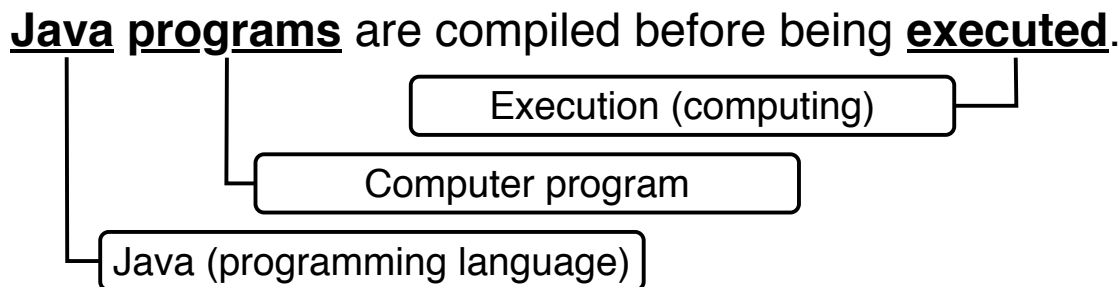 Java programs are compiled before being executed.
Execution (computing)
Computer program
Java (programming language)